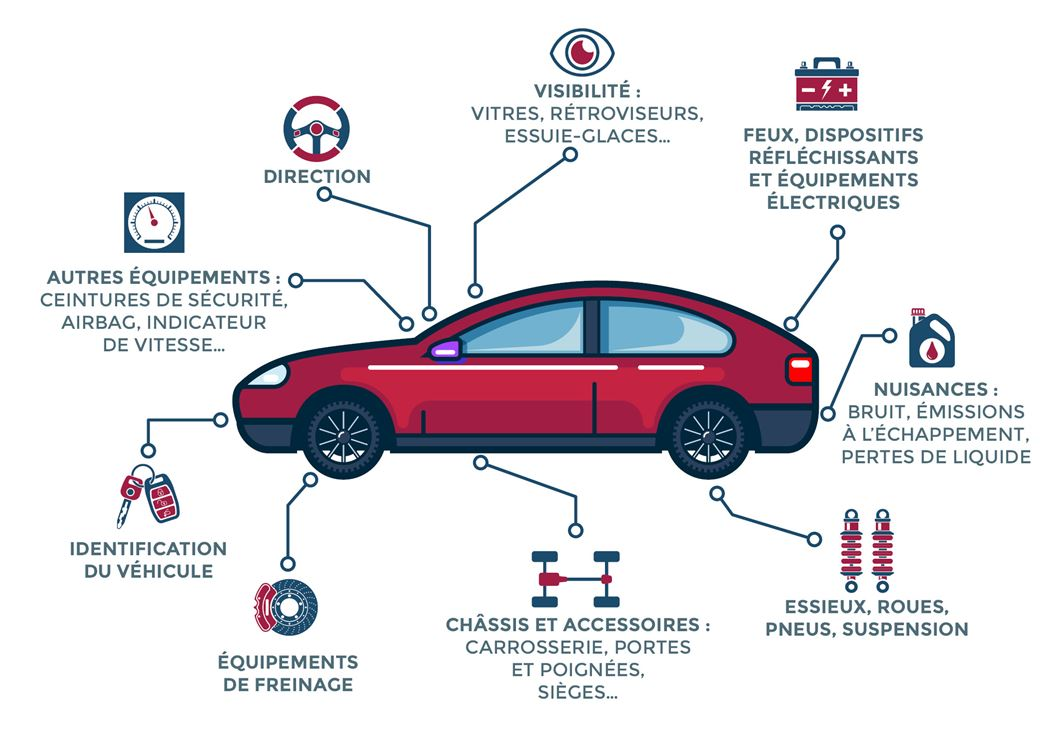 VISIBILITÉ :
VITRES, RÉTROVISEURS,
ESSUIE-GLACES...
FEUX, DISPOSITIFS
RÉFLÉCHISSANTS
ET ÉQUIPEMENTS
ÉLECTRIQUES
DIRECTION
AUTRES ÉQUIPEMENTS :
CEINTURES DE SÉCURITÉ,
AIRBAG, INDICATEUR
DE VITESSE...
NUISANCES :
BRUIT, ÉMISSIONS
À L'ÉCHAPPEMENT,
PERTES DE LIQUIDE
IDENTIFICATION
DU VÉHICULE
ÉQUIPEMENTS
DE FREINAGE
CHÂSSIS ET ACCESSOIRES :
CARROSSERIE, PORTES
ET POIGNÉES,
SIÈGES...
ESSIEUX, ROUES,
PNEUS, SUSPENSION